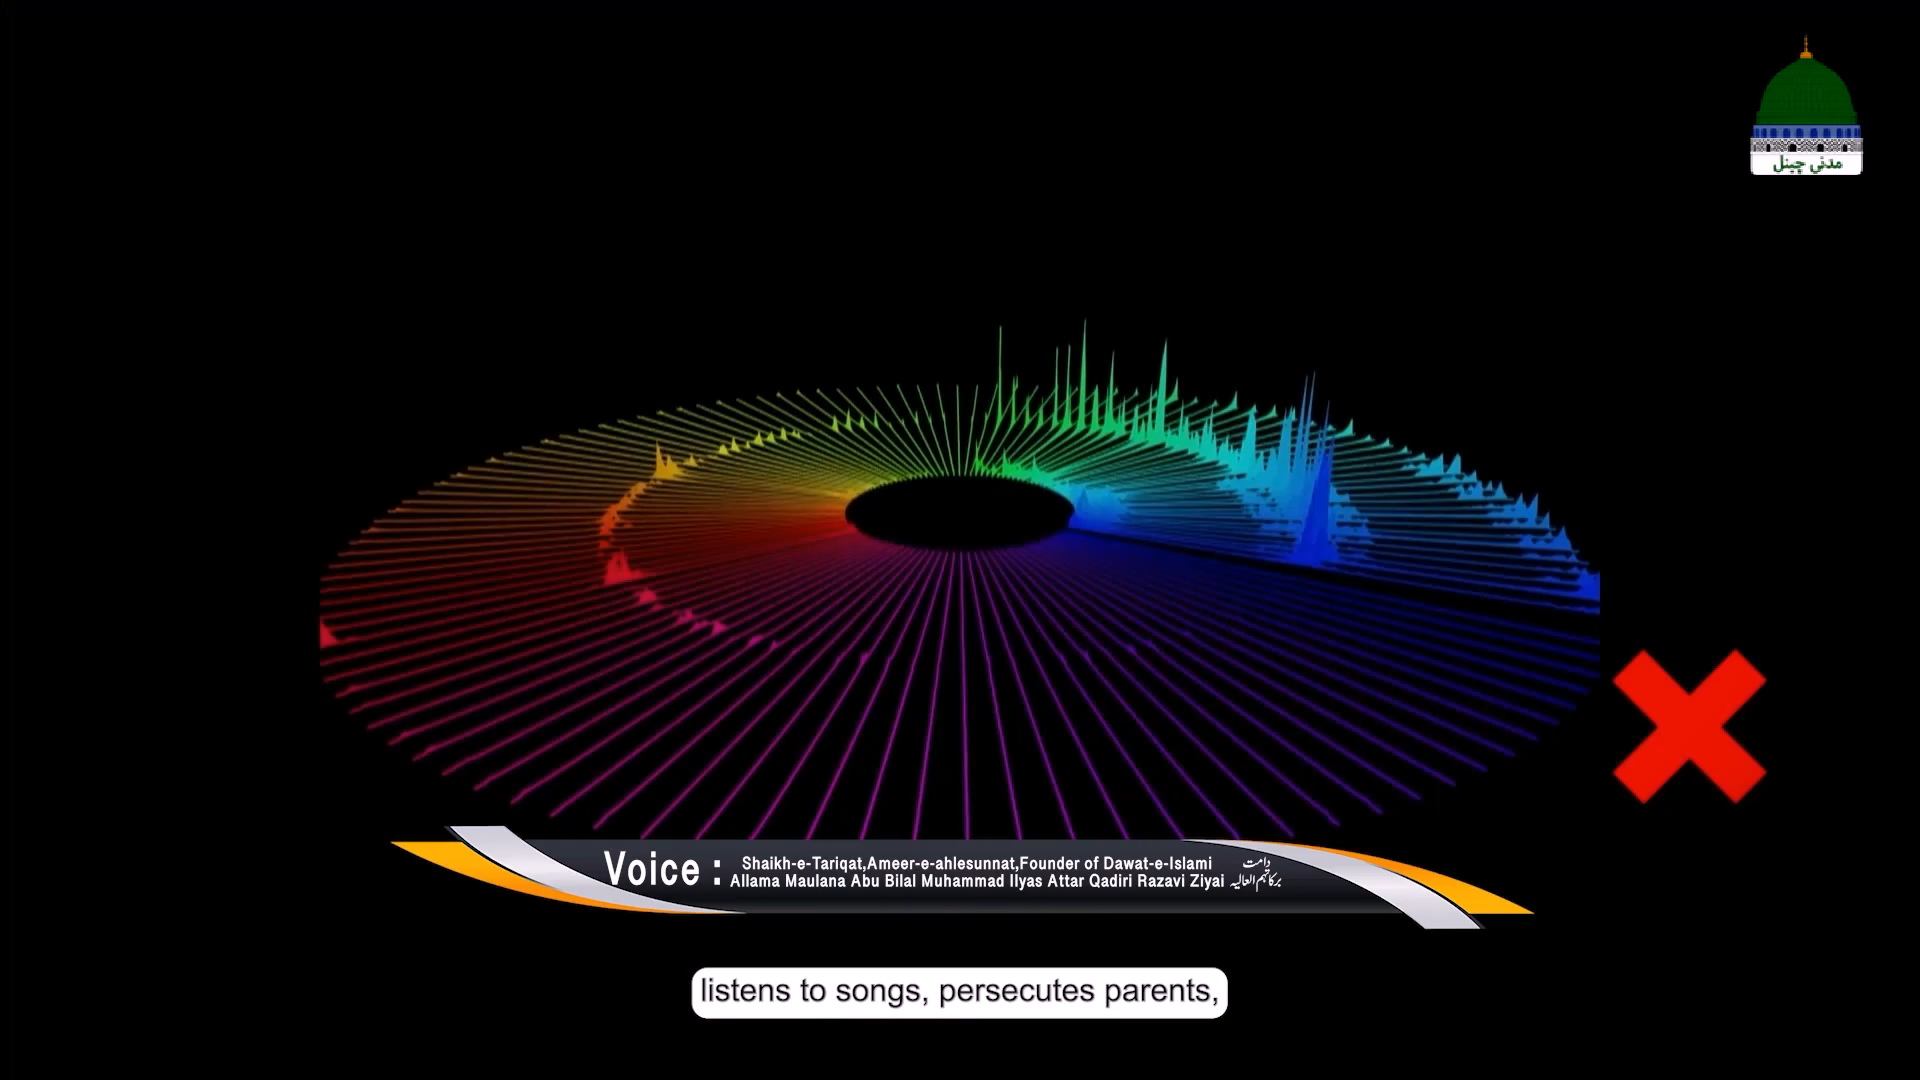 مدنی چینل
Voice :
Shaikh-e-Tariqat,Ameer-e-ahlesunnat,Founder of Dawat-e-Islami
Allama Maulana Abu Bilal Muhammad Ilyas Attar Qadiri Razavi Ziyai
دامت
برکاتہم العالیہ
listens to songs, persecutes parents,